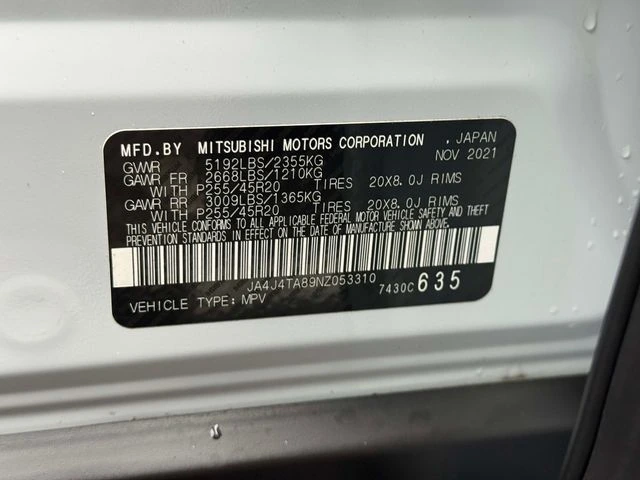 MFD.BY MITSUBISHI MOTORS CORPORATION . JAPAN
GVWR 5192LBS/2355KG NOV 2021
GAWR FR 2668LBS/1210KG
WITH P255/45R20 TIRES 20X8.0J RIMS
GAWR RR 3009LBS/1365KG
WITH P255/45R20 TIRES 20X8.0J RIMS
THIS VEHICLE CONFORMS TO ALL APPLICABLE FEDERAL MOTOR VEHICLE SAFETY AND THEFT
PREVENTION STANDARDS IN EFFECT ON THE DATE OF MANUFACTURE SHOWN ABOVE.
JA4J4TA89NZ053310
VEHICLE TYPE: MPV 7430C 635